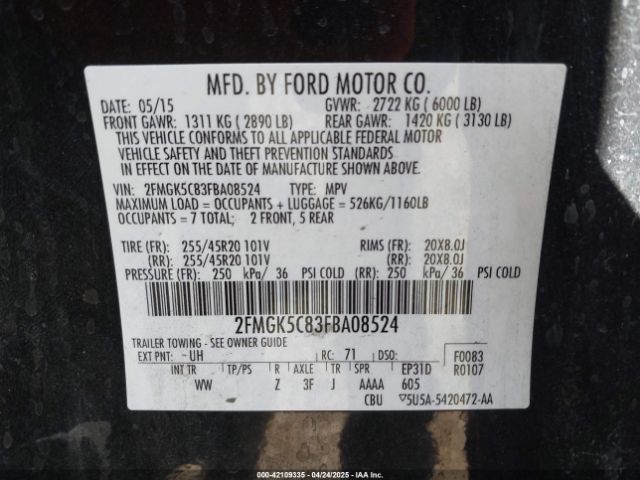 MFD. BY FORD MOTOR CO.
DATE: 05/15 GVWR: 2722 KG ( 6000 LB)
FRONT GAWR: 1311 KG ( 2890 LB) REAR GAWR: 1420 KG ( 3130 LB)
THIS VEHICLE CONFORMS TO ALL APPLICABLE FEDERAL MOTOR
VEHICLE SAFETY AND THEFT PREVENTION STANDARDS
IN EFFECT ON THE DATE OF MANUFACTURE SHOWN ABOVE.
VIN: 2FMGK5C83FBA08524 TYPE: MPV
MAXIMUM LOAD = OCCUPANTS + LUGGAGE = 526KG/1160LB
OCCUPANTS = 7 TOTAL; 2 FRONT, 5 REAR
TIRE (FR): 255/45R20 101V RIMS (FR): 20X8.0J
(RR): 255/45R20 101V (RR): 20X8.0J
PRESSURE (FR): 250 kPa/ 36 PSI COLD (RR): 250 kPa/ 36 PSI COLD
2FMGK5C83FBA08524
TRAILER TOWING - SEE OWNER GUIDE
EXT PNT: -UH RC: 71 DSO: F0083
INT TR TP/PS R AXLE TR SPR EP31D R0107
WW Z 3F J AAAA 605
CBU 5U5A-5420472-AA
(ONLINE) - 42109335 - 04/24/2025 - IAAI.com